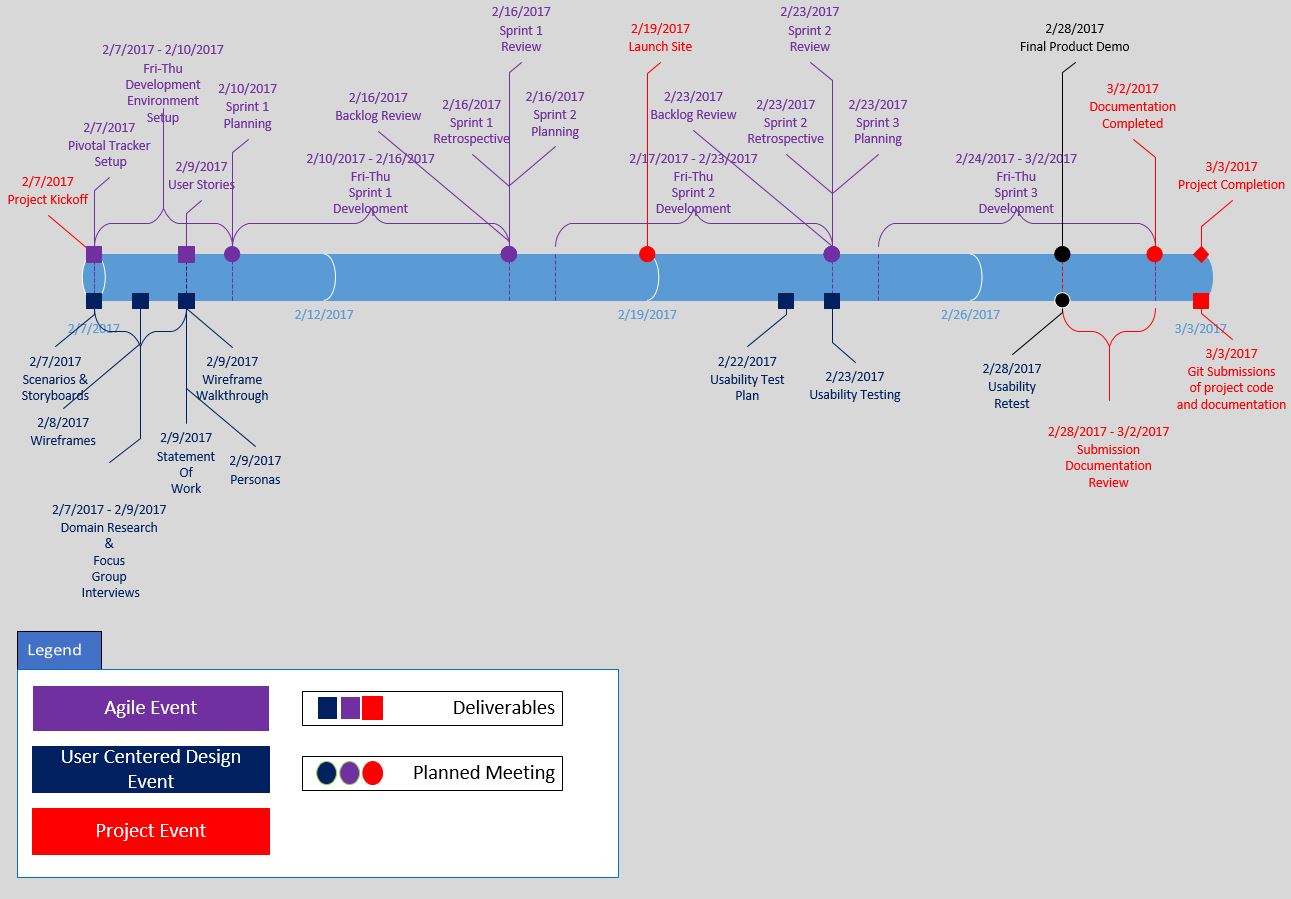 2/16/2017
Sprint 1
Review
2/23/2017
Sprint 2
Review
2/19/2017
Launch Site
2/28/2017
Final Product Demo
2/7/2017 - 2/10/2017
Fri-Thu
Development
Environment
Setup
2/10/2017
Sprint 1
Planning
2/16/2017
Backlog Review
2/16/2017
Sprint 1
Retrospective
2/16/2017
Sprint 2
Planning
2/23/2017
Backlog Review
2/23/2017
Sprint 2
Retrospective
2/23/2017
Sprint 3
Planning
3/2/2017
Documentation
Completed
2/7/2017
Pivotal Tracker
Setup
2/9/2017
User Stories
2/7/2017
Project Kickoff
2/10/2017 - 2/16/2017
Fri-Thu
Sprint 1
Development
2/17/2017 - 2/23/2017
Fri-Thu
Sprint 2
Development
2/24/2017 - 3/2/2017
Fri-Thu
Sprint 3
Development
3/3/2017
Project Completion
2/7/2017
2/12/2017
2/19/2017
2/26/2017
3/3/2017
2/7/2017
Scenarios &
Storyboards
2/8/2017
Wireframes
2/9/2017
Wireframe
Walkthrough
2/9/2017
Statement
Of
Work
2/9/2017
Personas
2/7/2017 - 2/9/2017
Domain Research
&
Focus
Group
Interviews
2/22/2017
Usability Test
Plan
2/23/2017
Usability Testing
2/28/2017
Usability
Retest
2/28/2017 - 3/2/2017
Submission
Documentation
Review
3/3/2017
Git Submissions
of project code
and documentation
Legend
Agile Event
Deliverables
User Centered Design
Event
Planned Meeting
Project Event